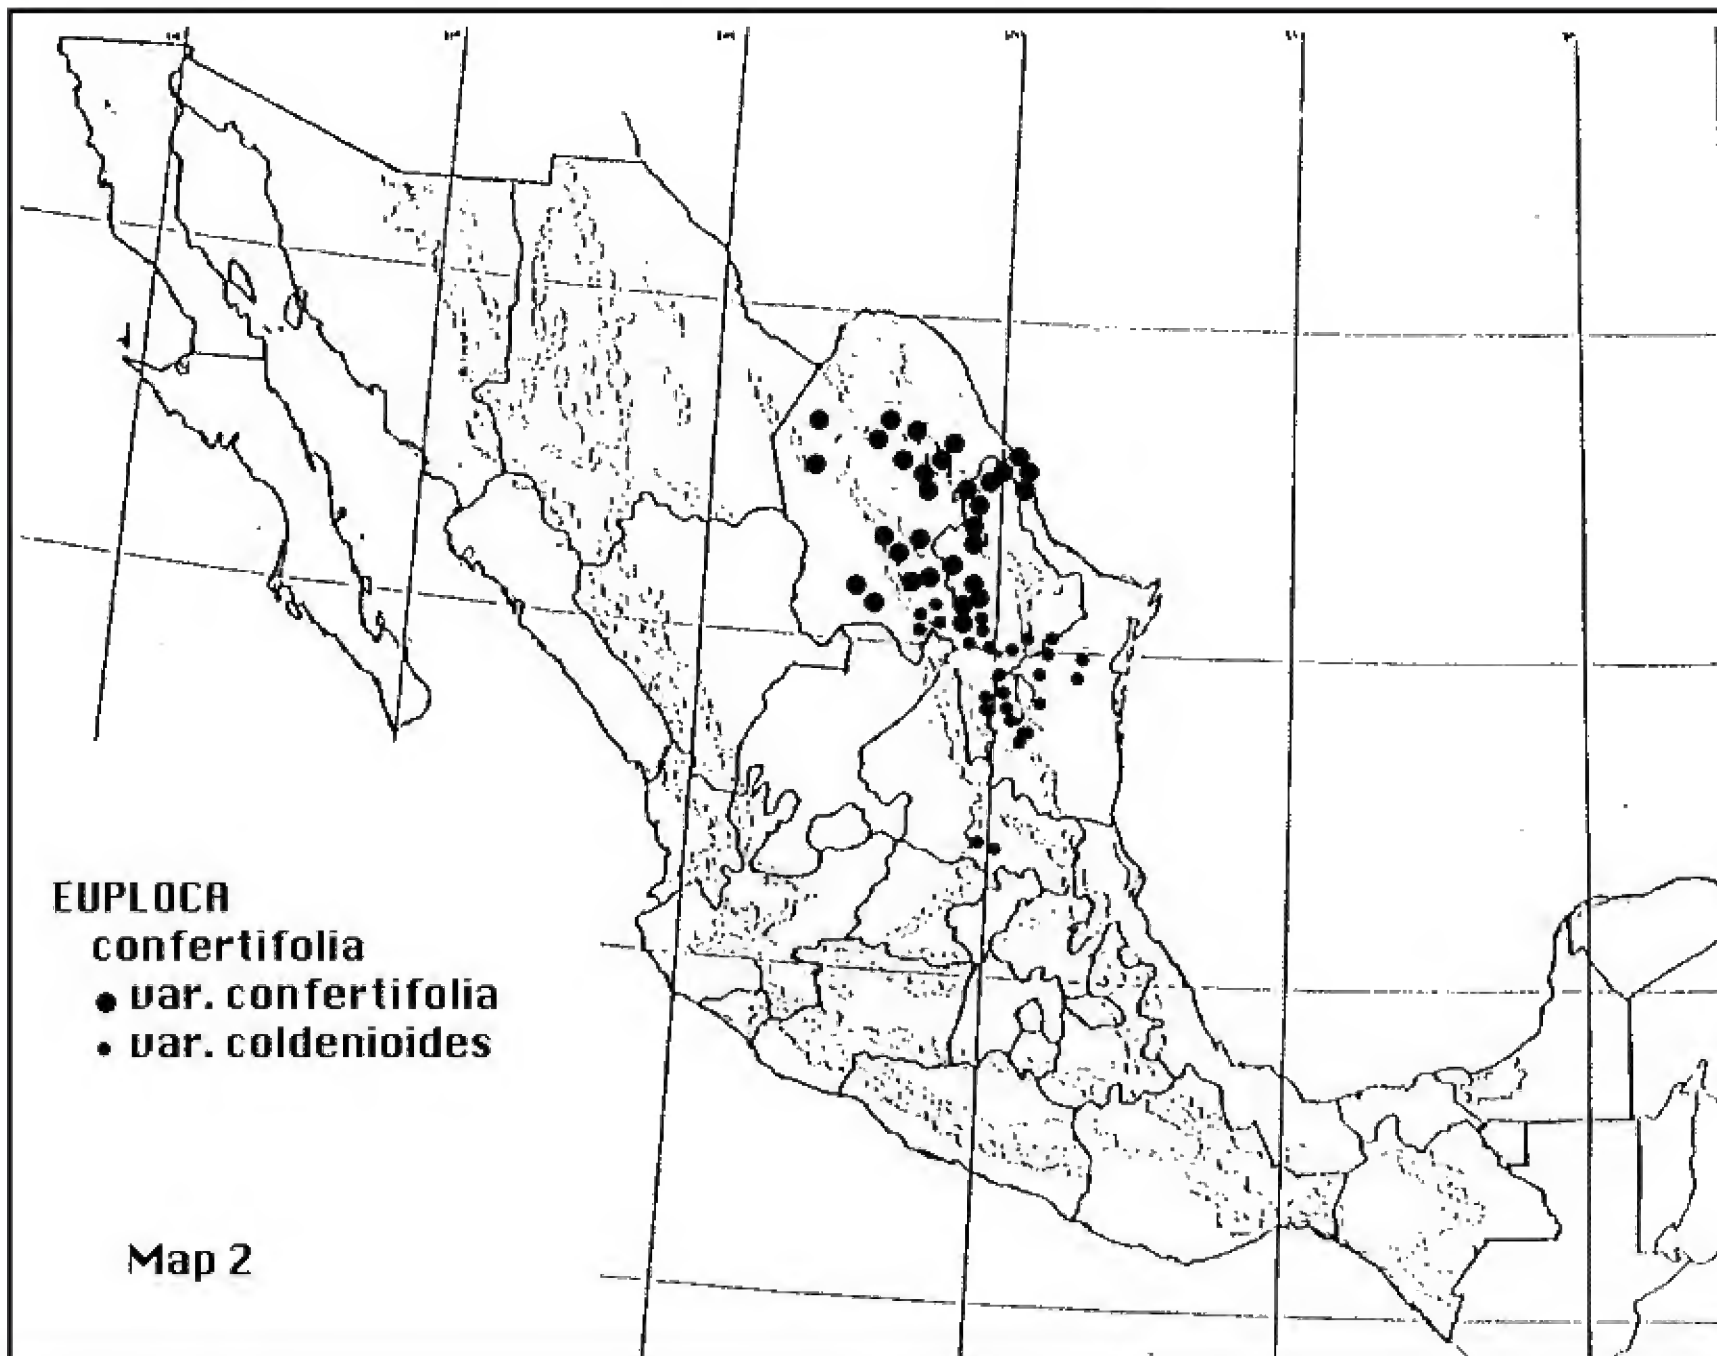 EUPLOCA
confertifolia
● var. confertifolia
• var. coldenioides
Map 2